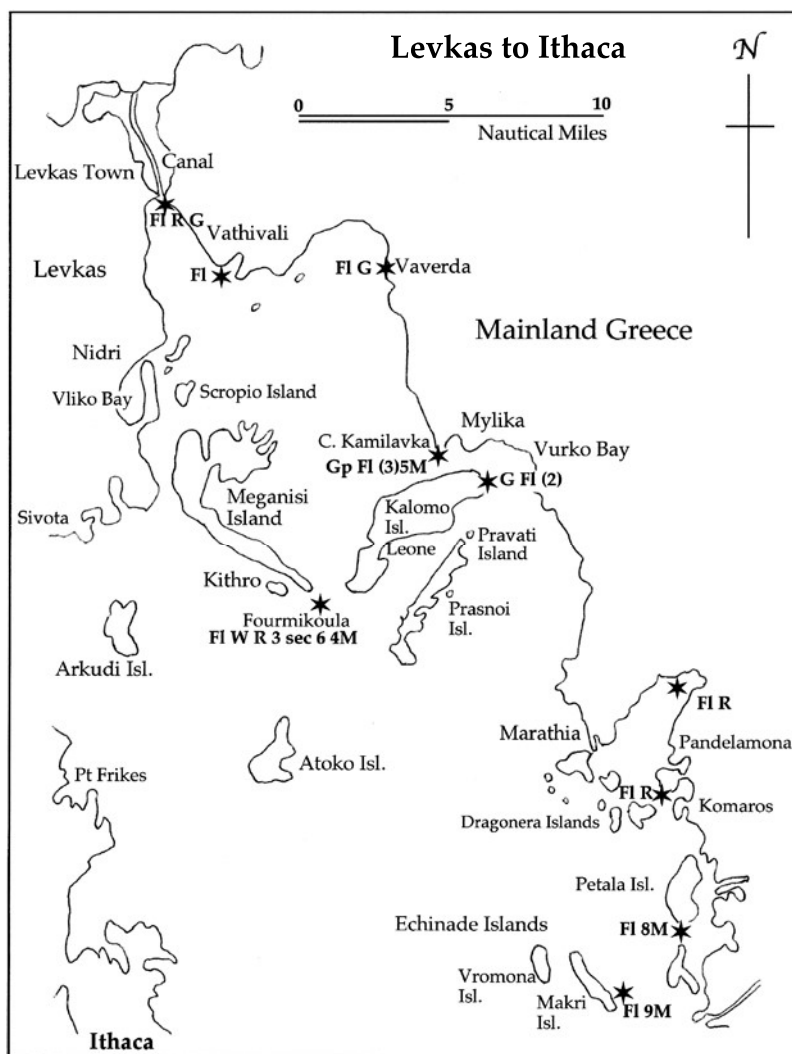 Levkas to Ithaca
N
0 5 10
Nautical Miles
Canal
Levkas Town
Fl R G
Vathivali
Levkas
Fl
Fl G
Vaverda
Mainland Greece
Nidri
Vliko Bay
Scropio Island
Mylika
C. Kamilavka
Gp Fl (3)5M
Vurko Bay
G Fl (2)
Meganisi
Island
Sivota
Kalomo
Isl.
Leone
Pravati
Island
Kithro
Prasnoi
Isl.
Fourmikoula
Fl W R 3 sec 6 4M
Arkudi Isl.
Fl R
Marathia
Pandelamona
Pt Frikes
Atoko Isl.
Fl R
Komaros
Dragonera Islands
Petala Isl.
Echinade Islands
Fl 8M
Vromona
Isl.
Makri
Isl.
Fl 9M
Ithaca